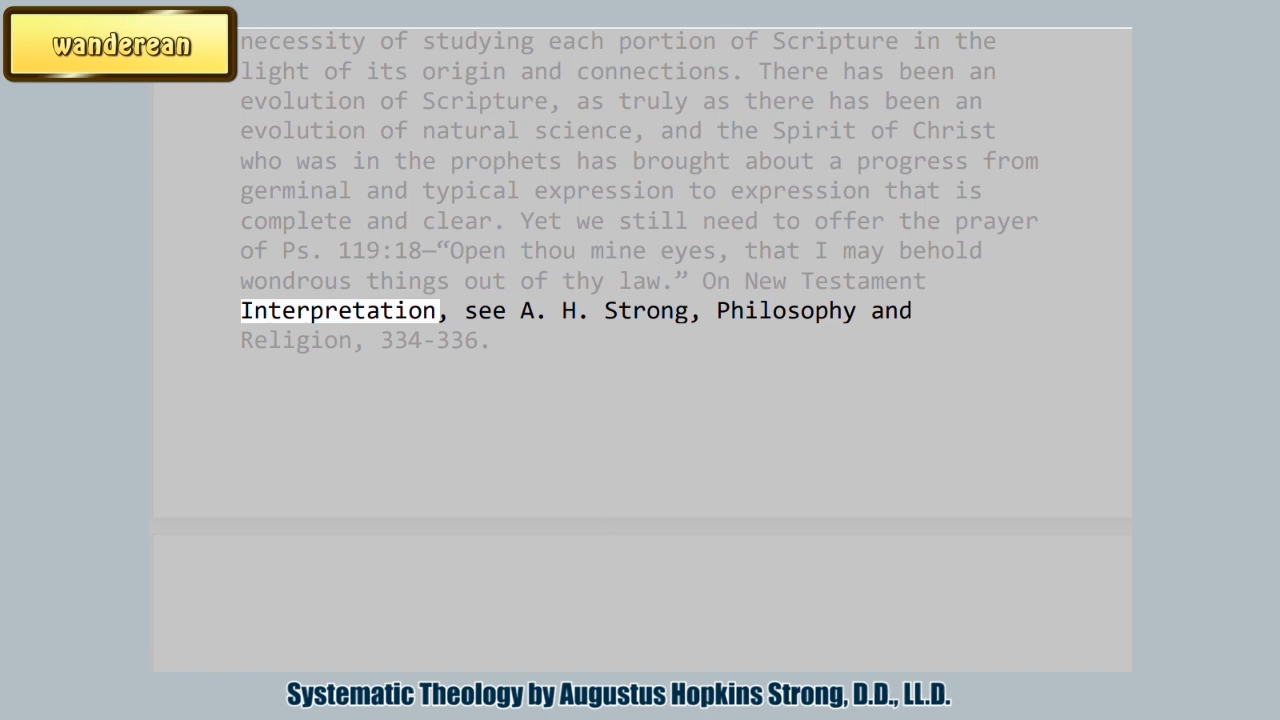 wanderean
necessity of studying each portion of Scripture in the
light of its origin and connections. There has been an
evolution of Scripture, as truly as there has been an
evolution of natural science, and the Spirit of Christ
who was in the prophets has brought about a progress from
germinal and typical expression to expression that is
complete and clear. Yet we still need to offer the prayer
of Ps. 119:18—“Open thou mine eyes, that I may behold
wondrous things out of thy law.” On New Testament
Interpretation, see A. H. Strong, Philosophy and
Religion, 334-336.
Systematic Theology by Augustus Hopkins Strong, D.D., LL.D.